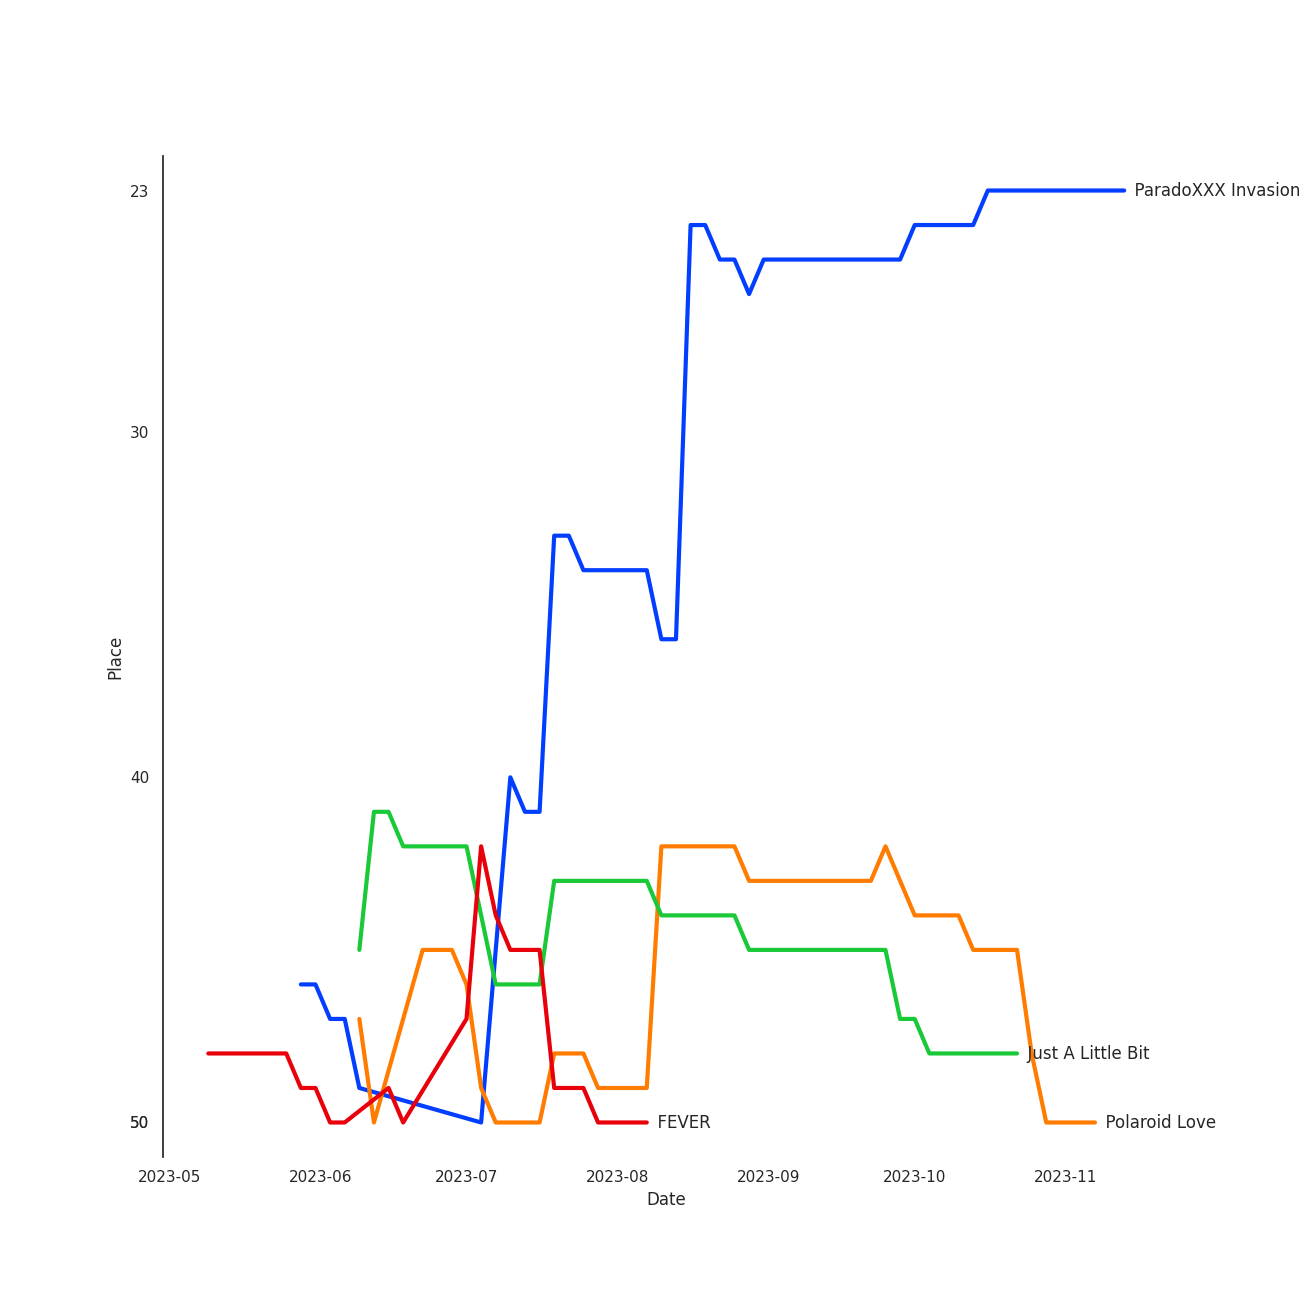 23
ParadoXXX Invasion
30
Place
40
Just A Little Bit
50
FEVER
Polaroid Love
2023-05
2023-06
2023-07
2023-08
2023-09
2023-10
2023-11
Date